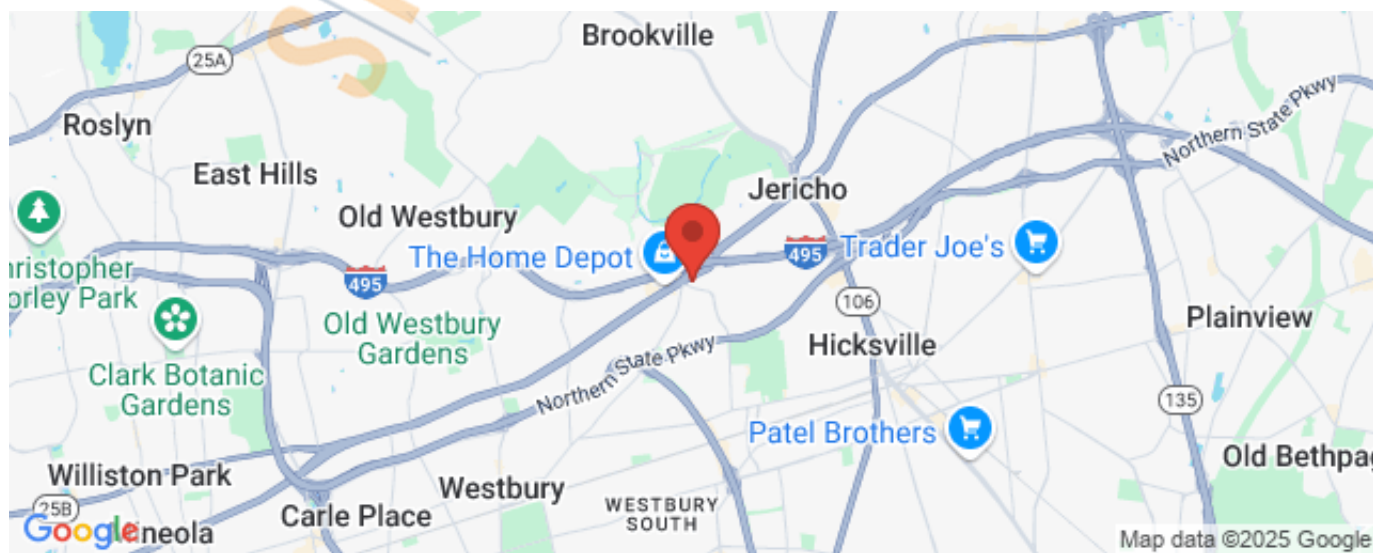 Brookville
25A
Roslyn
Northern State Pkwy
East Hills
Jericho
Old Westbury
The Home Depot
495
Trader Joe's
hristopher
orley Park
495
106
Old Westbury
Gardens
Plainview
Hicksville
Northern State Pkwy
Clark Botanic
Gardens
135
Patel Brothers
Old Bethpag
Williston Park
Westbury
WESTBURY
SOUTH
25B
Carle Place
Google
neola
Map data ©2025 Google